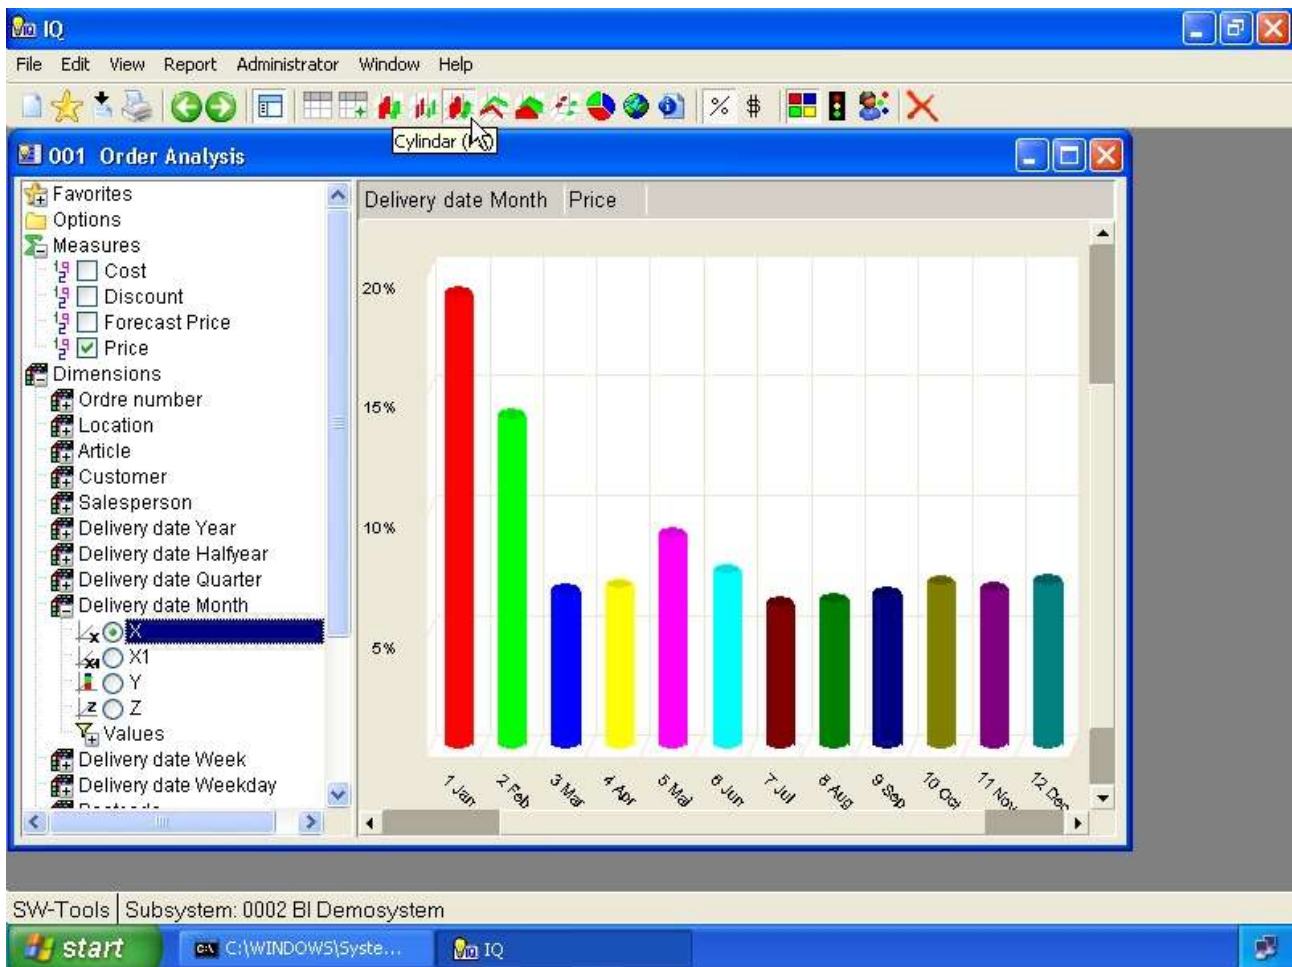 IQ
File Edit View Report Administrator Window Help
% #
Cylindar (
001 Order Analysis
Favorites
Options
Measures
Cost
Discount
Forecast Price
Price
Dimensions
Ordre number
Location
Article
Customer
Salesperson
Delivery date Year
Delivery date Halfyear
Delivery date Quarter
Delivery date Month
X
X1
Y
Z
Values
Delivery date Week
Delivery date Weekday
Delivery date Month Price
20%
15%
10%
5%
1 Jan 2 Feb 3 Mar 4 Apr 5 Maj 6 Jun 7 Jul 8 Aug 9 Sep 10 Oct 11 Nov 12 Dec
SW-Tools Subsystem: 0002 BI Demosystem
start C:\WINDOWS\Syste... IQ